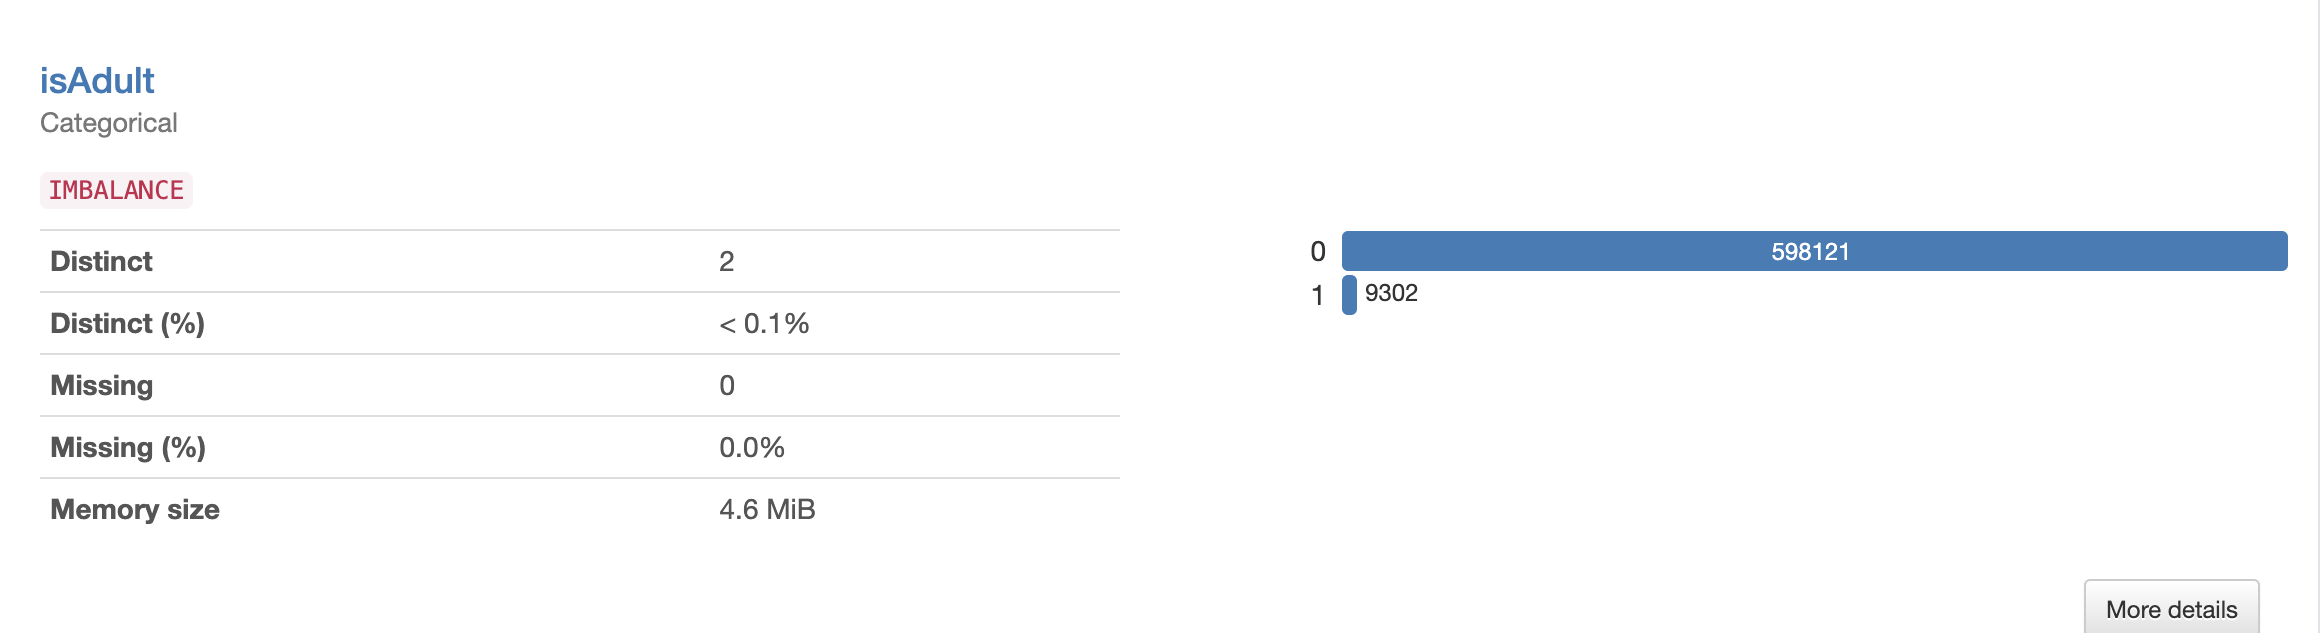 isAdult
Categorical
IMBALANCE
Distinct 2
Distinct (%) < 0.1%
Missing 0
Missing (%) 0.0%
Memory size 4.6 MiB
0 598121
1 9302
More details